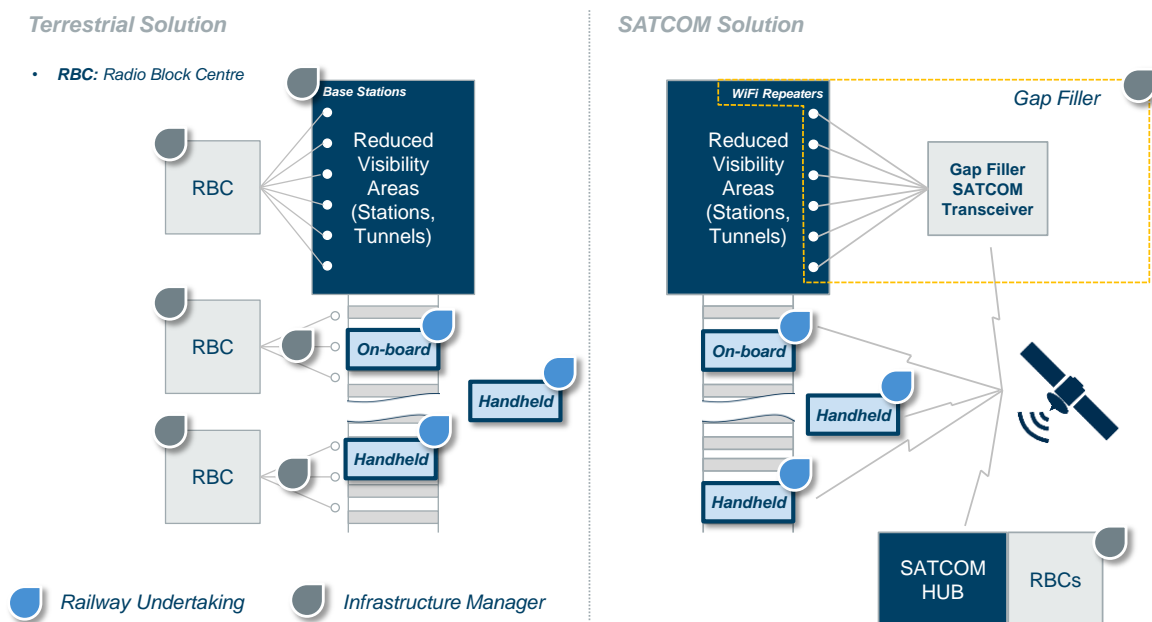 Terrestrial Solution
• RBC: Radio Block Centre
Base Stations
Reduced
Visibility
Areas
(Stations,
Tunnels)
RBC
RBC
On-board
Handheld
RBC
Handheld
SATCOM Solution
WiFi Repeaters
Gap Filler
Reduced
Visibility
Areas
(Stations,
Tunnels)
Gap Filler
SATCOM
Transceiver
On-board
Handheld
Handheld
SATCOM
HUB
RBCs
Railway Undertaking
Infrastructure Manager